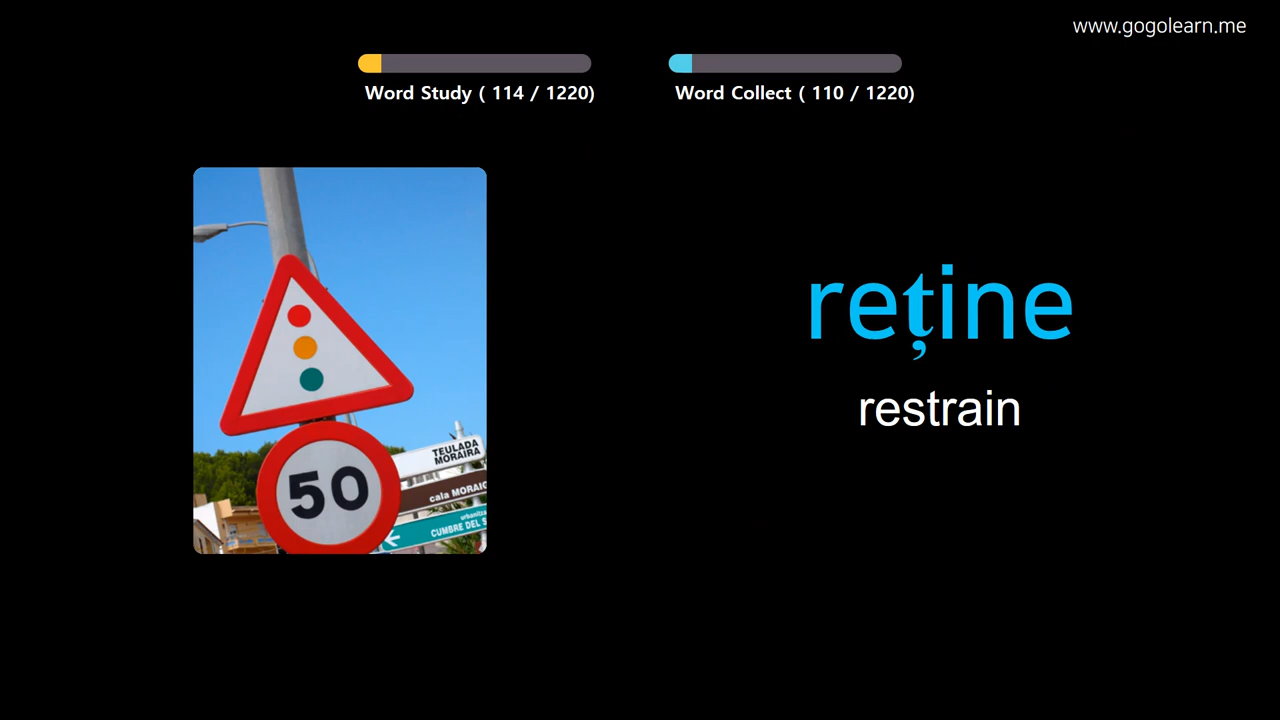 www.gogolearn.me
Word Study ( 114 / 1220)
Word Collect ( 110 / 1220)
reține
restrain
50
TEULADA
MORAIRA
cala
urbanitza
CUMBRE DEL